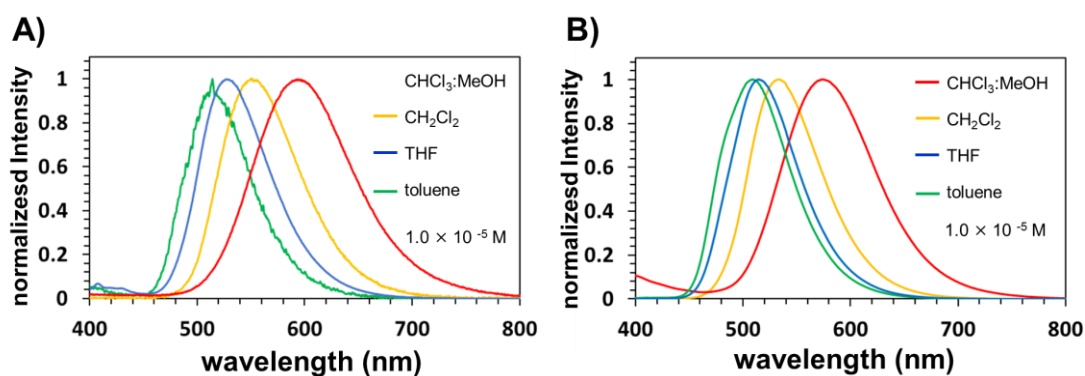 A)
normalizesd Intensity
1
0.8
0.6
0.4
0.2
0
CHCl₃:MeOH
CH₂Cl₂
THF
toluene
1.0 × 10 ⁻⁵ M
400 500 600 700 800
wavelength (nm)
B)
normalizesd Intensity
1
0.8
0.6
0.4
0.2
0
CHCl₃:MeOH
CH₂Cl₂
THF
toluene
1.0 × 10 ⁻⁵ M
400 500 600 700 800
wavelength (nm)